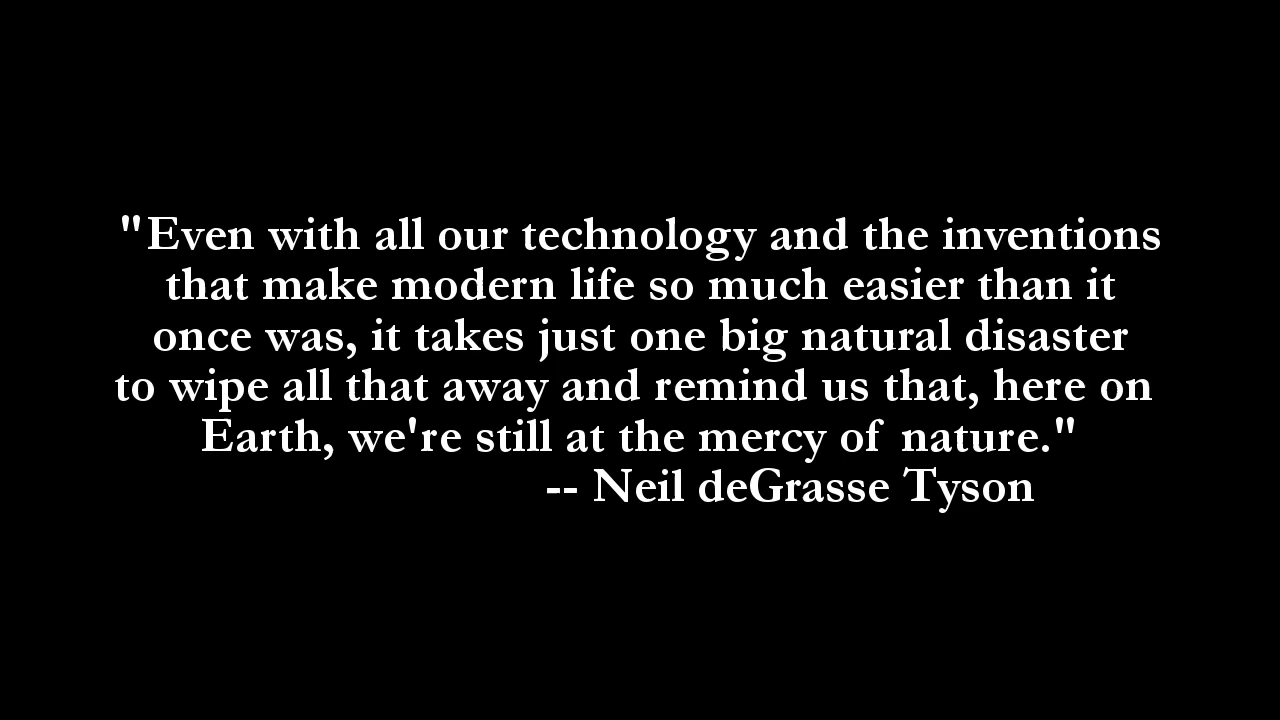 "Even with all our technology and the inventions
that make modern life so much easier than it
once was, it takes just one big natural disaster
to wipe all that away and remind us that, here on
Earth, we're still at the mercy of nature."
-- Neil deGrasse Tyson